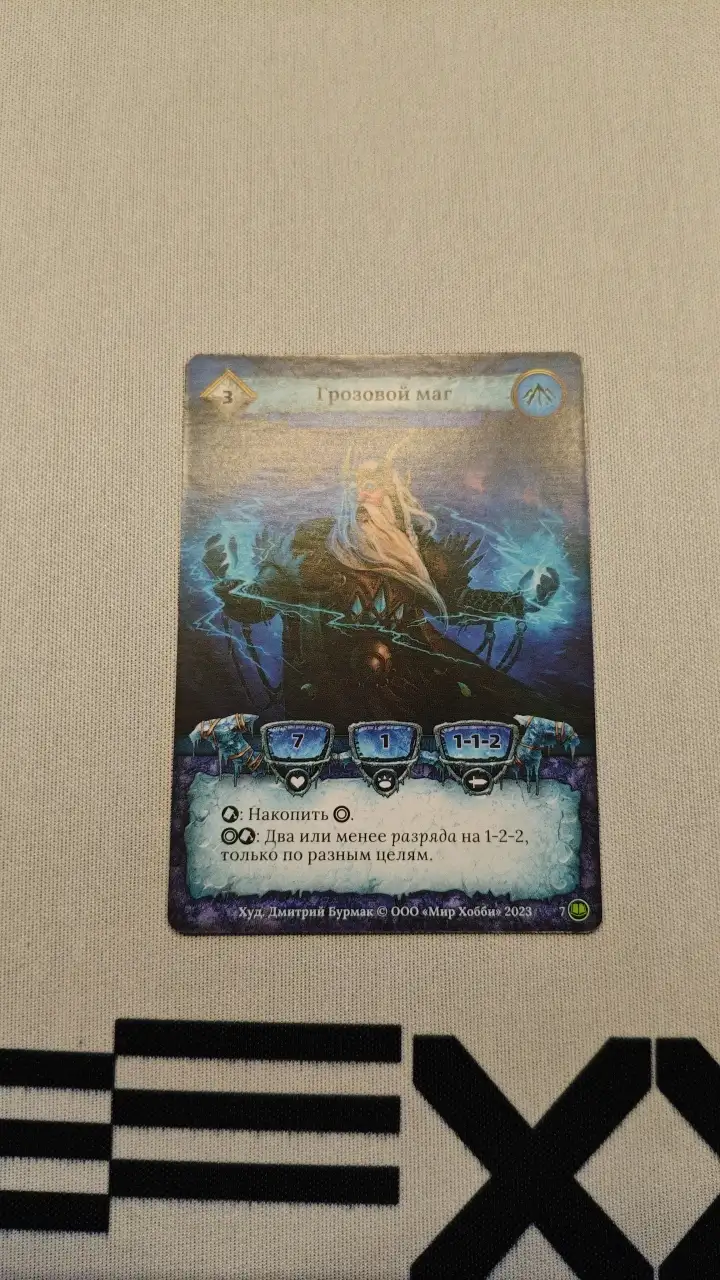 3
Грозовой маг
7
1
1-1-2
: Накопить .
: Два или менее разряда на 1-2-2,
только по разным целям.
Худ. Дмитрий Бурмак © ООО «Мир Хобби» 2023
7